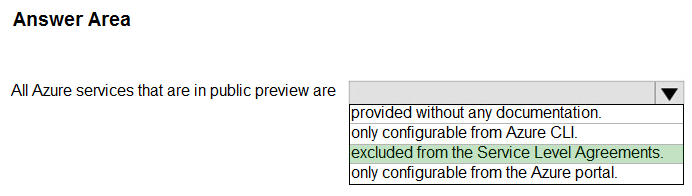 Answer Area
All Azure services that are in public preview are
provided without any documentation.
only configurable from Azure CLI.
excluded from the Service Level Agreements.
only configurable from the Azure portal.